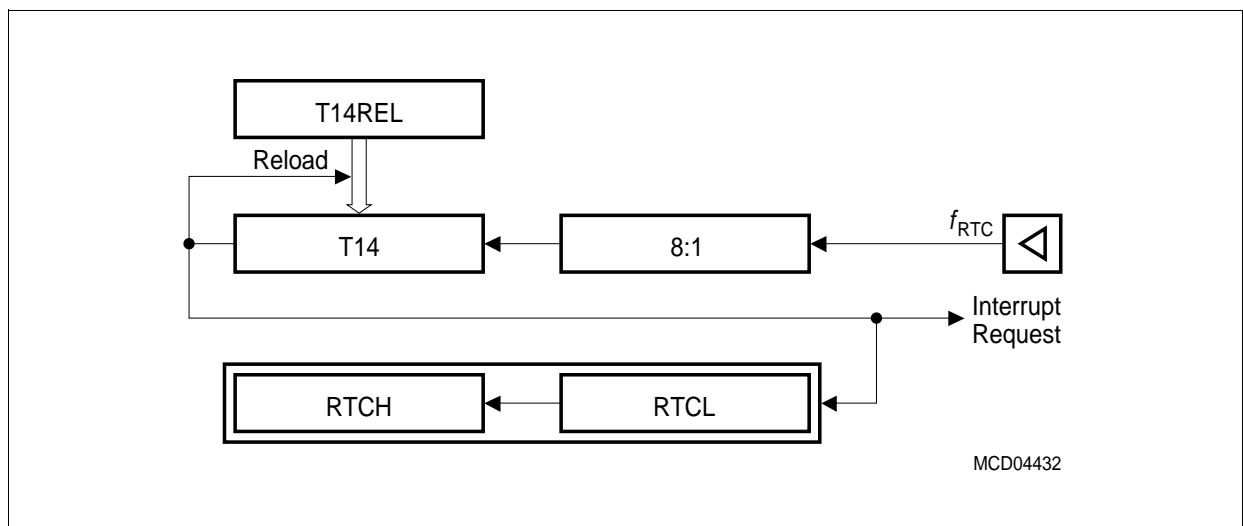 T14REL
Reload
T14
8:1
fRTC
Interrupt
Request
RTCH
RTCL
MCD04432